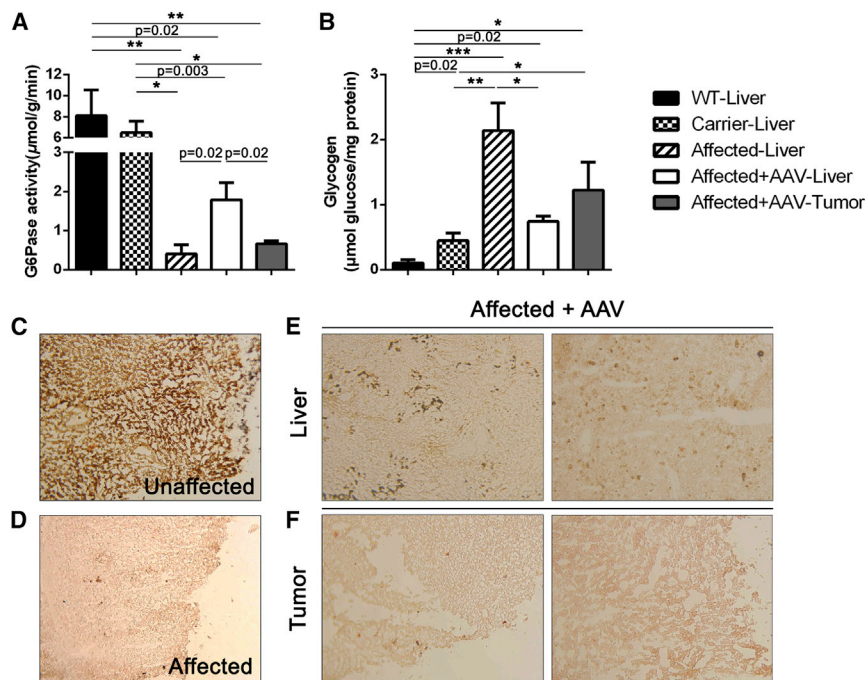 A
**
p=0.02
**
*
p=0.003
*
p=0.02 p=0.02
G6Pase activity(µmol/g/min)
12
10
8
6
3
2
1
0
B
*
p=0.02
***
p=0.02 *
** *
Glycogen
(µmol glucose/mg protein)
3
2
1
0
WT-Liver
Carrier-Liver
Affected-Liver
Affected+AAV-Liver
Affected+AAV-Tumor
Affected + AAV
C
Unaffected
E
Liver
D
Affected
F
Tumor